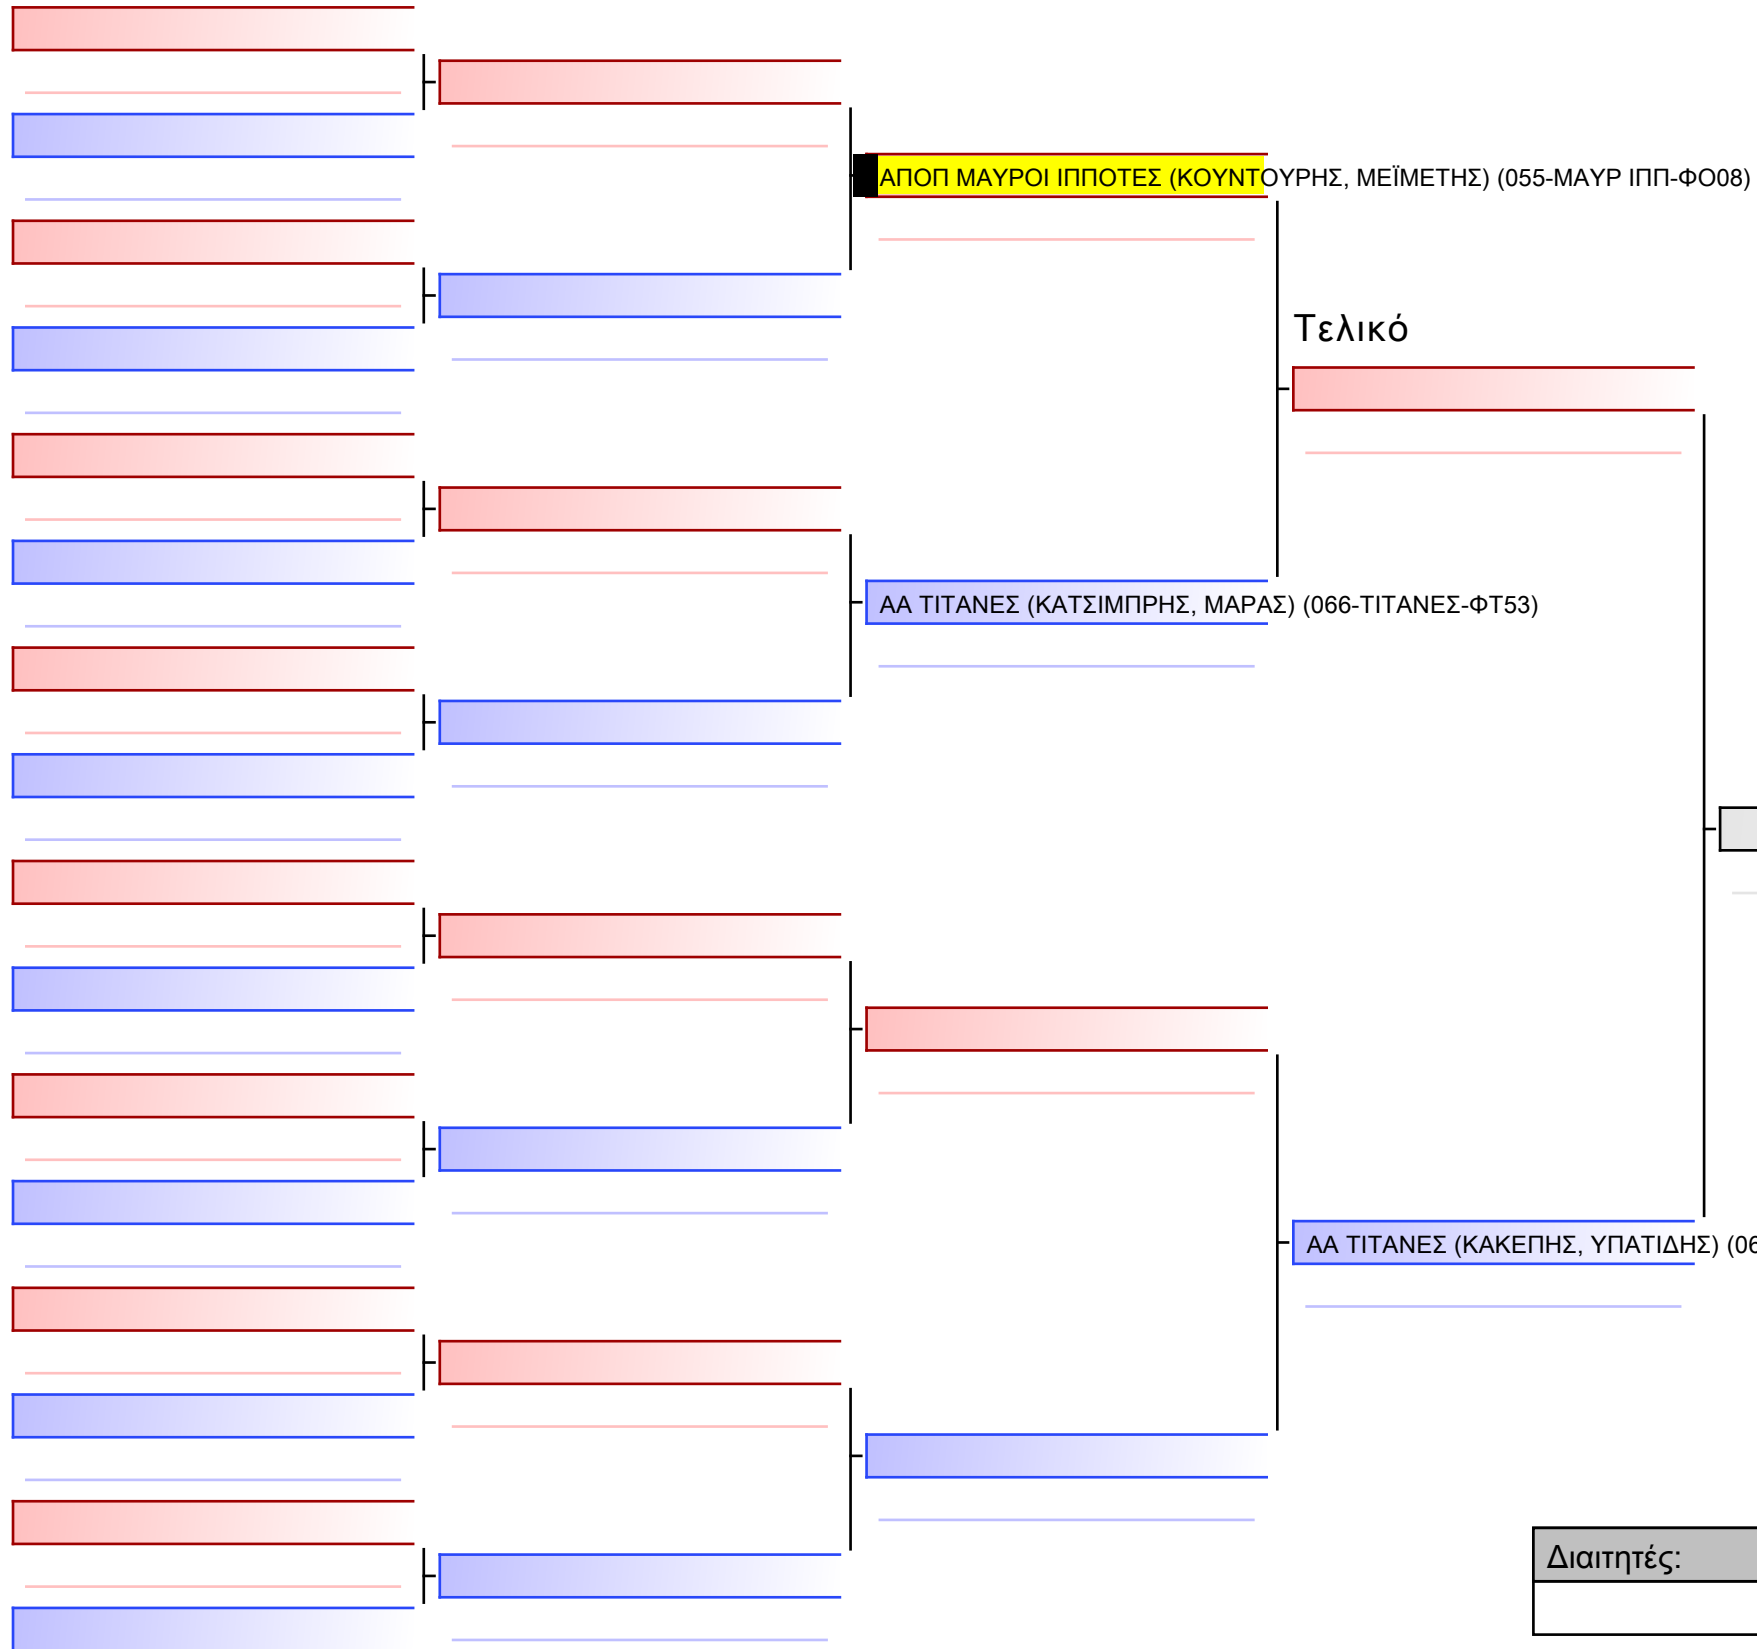 ΑΠΟΠ ΜΑΥΡΟΙ ΙΠΠΟΤΕΣ (ΚΟΥΝΤΟΥΡΗΣ, ΜΕΪΜΕΤΗΣ) (055-ΜΑΥΡ ΙΠΠ-ΦΟ08)
Τελικό
ΑΑ ΤΙΤΑΝΕΣ (ΚΑΤΣΙΜΠΡΗΣ, ΜΑΡΑΣ) (066-ΤΙΤΑΝΕΣ-ΦΤ53)
ΑΑ ΤΙΤΑΝΕΣ (ΚΑΚΕΠΗΣ, ΥΠΑΤΙΔΗΣ)
Διαιτητές: